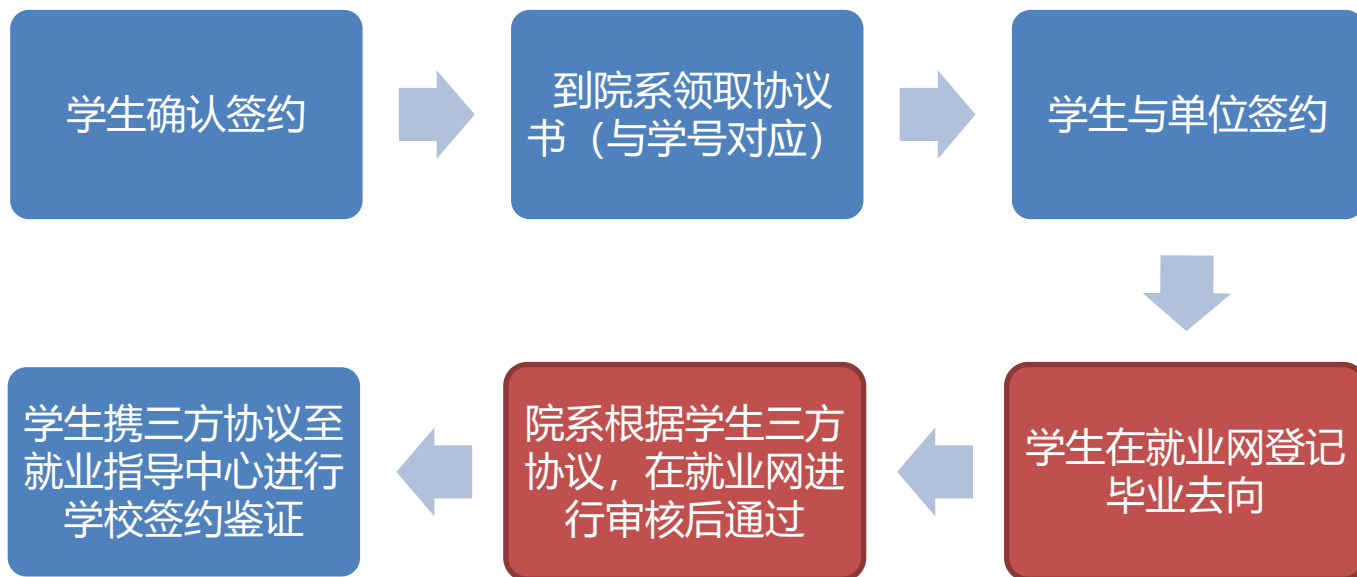 学生确认签约
到院系领取协议
书（与学号对应）
学生与单位签约
学生在就业网登记
毕业去向
院系根据学生三方
协议，在就业网进
行审核后通过
学生携三方协议至
就业指导中心进行
学校签约鉴证